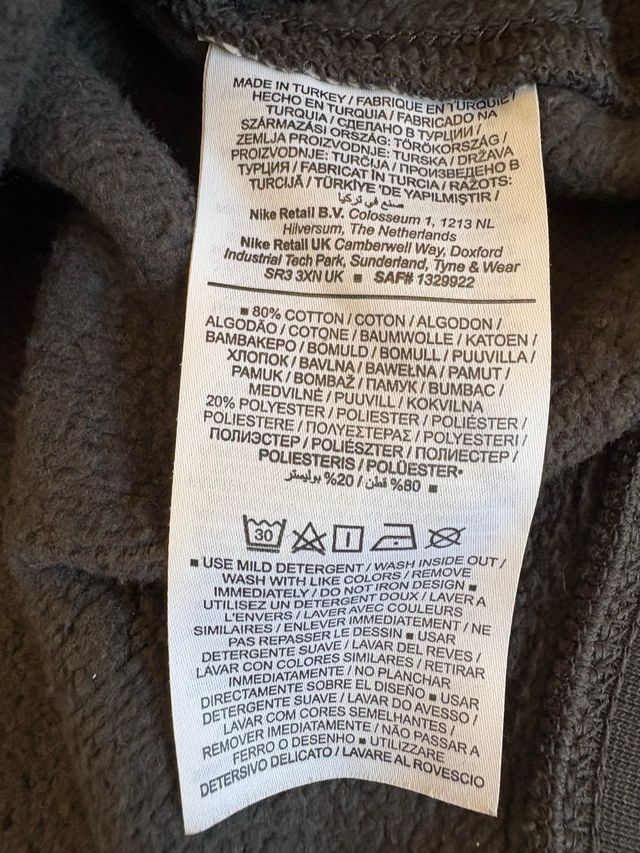 MADE IN TURKEY / FABRIQUE EN TURQUIE /
HECHO EN TURQUIA / FABRICADO NA
TURQUIA / СДЕЛАНО В ТУРЦИИ /
SZÁRMAZÁSI ORSZÁG: TÖRÖKORSZÁG /
ZEMLJA PROIZVODNJE: TURSKA / DRŽAVA
PROIZVODNJE: TURČIJA / ПРОИЗВЕДЕНО В
ТУРЦИЯ / FABRICAT ÎN TURCIA / RAŽOTS:
TURCIJĀ / TÜRKİYE 'DE YAPILMIŞTIR /
صنع في تركيا
Nike Retail B.V. Colosseum 1, 1213 NL
Hilversum, The Netherlands
Nike Retail UK Camberwell Way, Doxford
Industrial Tech Park, Sunderland, Tyne & Wear
SR3 3XN UK ■ SAF# 1329922
■ 80% COTTON / COTON / ALGODON /
ALGODÃO / COTONE / BAUMWOLLE / KATOEN /
ΒΑΜΒΑΚΕΡΟ / BOMULD / BOMULL / PUUVILLA /
ХЛОПОК / BAVLNA / BAWEŁNA / PAMUT /
PAMUK / BOMBAŽ / ПАМУК / BUMBAC /
MEDVILNĖ / PUUVILL / KOKVILNA
20% POLYESTER / POLIESTER / POLIÉSTER /
POLIESTERE / ΠΟΛΥΕΣΤΕΡΑΣ / POLYESTERI /
ПОЛИЭСТЕР / POLIÉSZTER / ПОЛИЕСТЕР /
POLIESTERIS / POLÜESTER•
80% قطن / 20% بوليستر ■
30
■ USE MILD DETERGENT / WASH INSIDE OUT /
WASH WITH LIKE COLORS / REMOVE
IMMEDIATELY / DO NOT IRON DESIGN ■
UTILISEZ UN DETERGENT DOUX / LAVER A
L'ENVERS / LAVER AVEC COULEURS
SIMILAIRES / ENLEVER IMMEDIATEMENT / NE
PAS REPASSER LE DESSIN ■ USAR
DETERGENTE SUAVE / LAVAR DEL REVES /
LAVAR CON COLORES SIMILARES / RETIRAR
INMEDIATAMENTE / NO PLANCHAR
DIRECTAMENTE SOBRE EL DISEÑO ■ USAR
DETERGENTE SUAVE / LAVAR DO AVESSO /
LAVAR COM CORES SEMELHANTES /
REMOVER IMEDIATAMENTE / NÃO PASSAR A
FERRO O DESENHO ■ UTILIZZARE
DETERSIVO DELICATO / LAVARE AL ROVESCIO